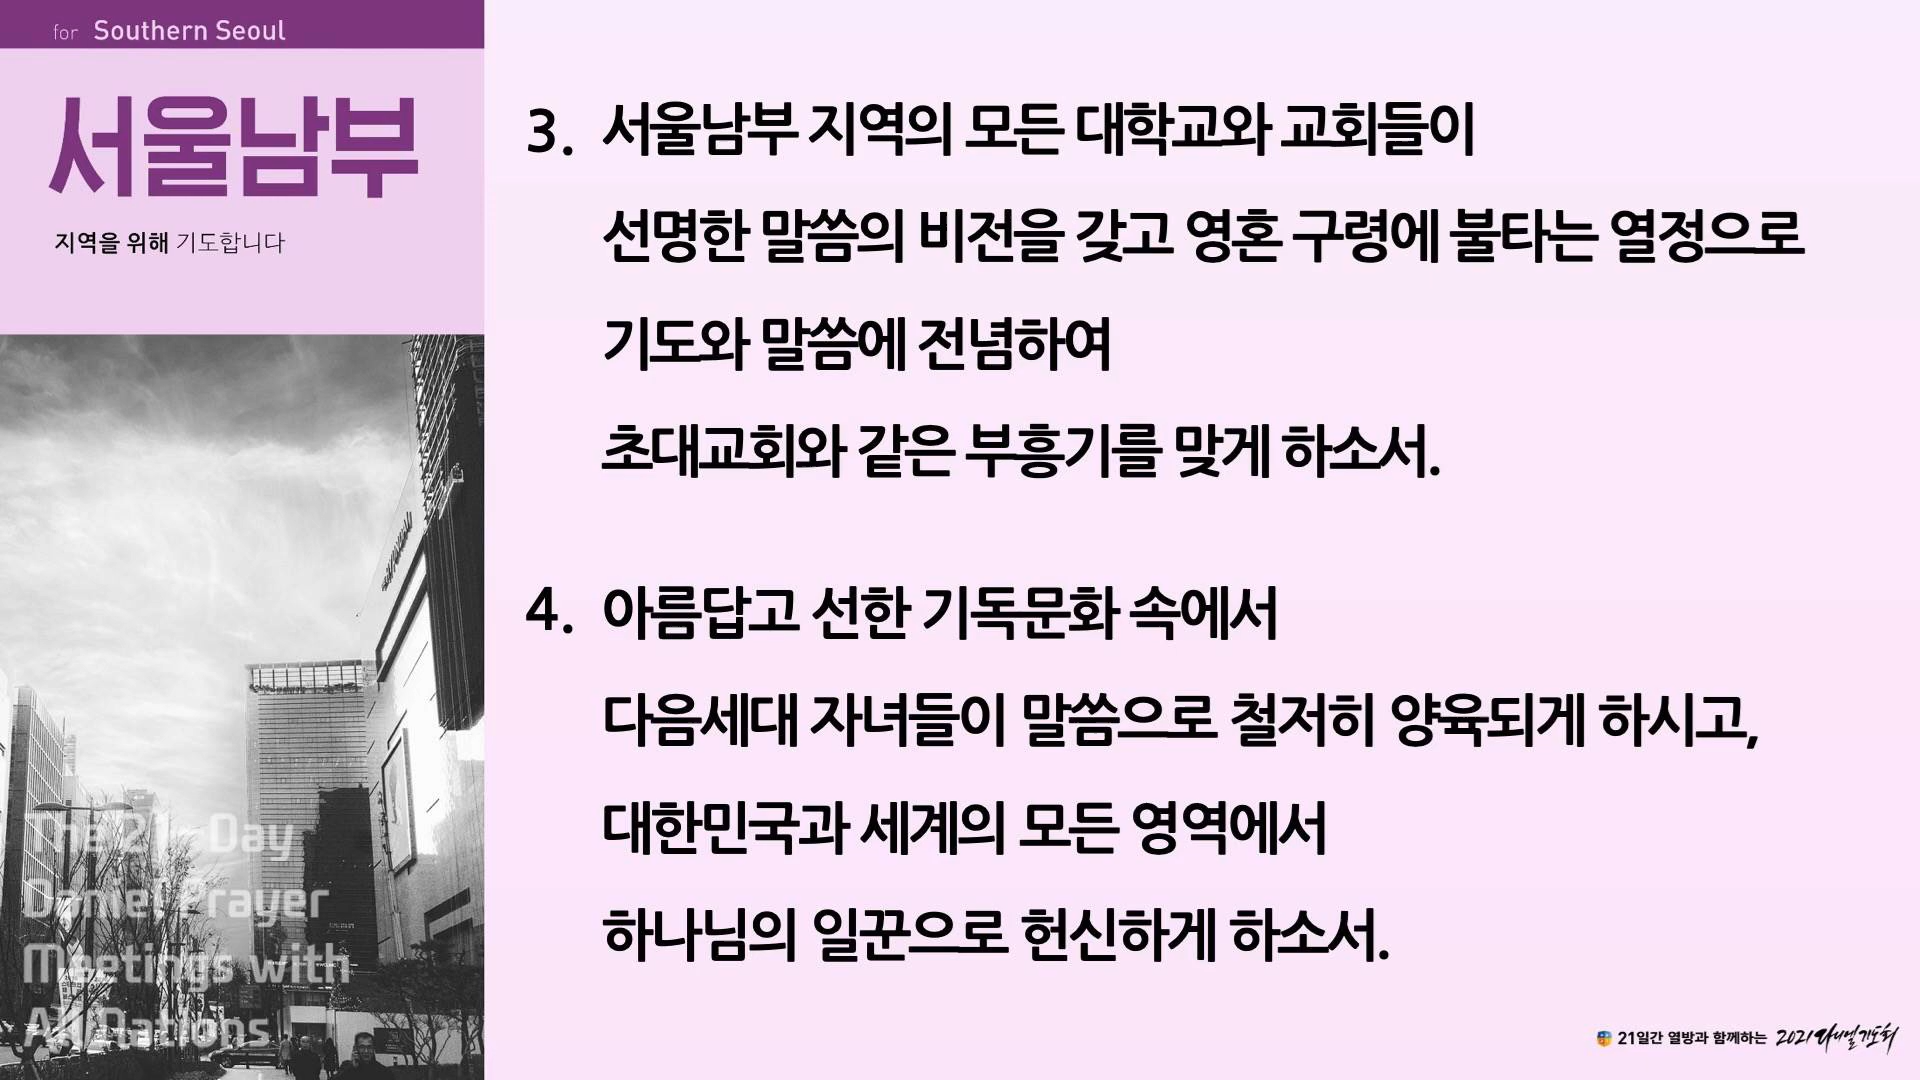 for Southern Seoul
서울남부
지역을 위해 기도합니다
The 21-Day
Daniel Prayer
Meetings with
All Nations
3. 서울남부 지역의 모든 대학교와 교회들이
선명한 말씀의 비전을 갖고 영혼 구령에 불타는 열정으로
기도와 말씀에 전념하여
초대교회와 같은 부흥기를 맞게 하소서.
4. 아름답고 선한 기독문화 속에서
다음세대 자녀들이 말씀으로 철저히 양육되게 하시고,
대한민국과 세계의 모든 영역에서
하나님의 일꾼으로 헌신하게 하소서.
21일간 열방과 함께하는 2021 다니엘기도회